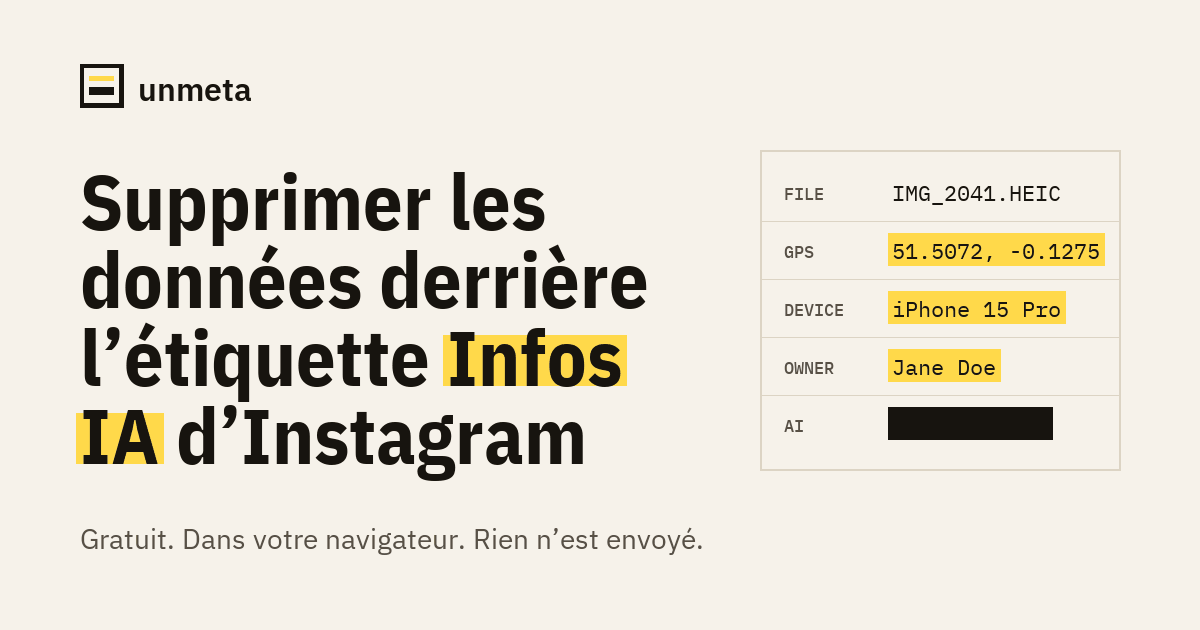 unmeta
Supprimer les
données derrière
l’étiquette Infos
IA d’Instagram
Gratuit. Dans votre navigateur. Rien n’est envoyé.
FILE IMG_2041.HEIC
GPS 51.5072, -0.1275
DEVICE iPhone 15 Pro
OWNER Jane Doe
AI